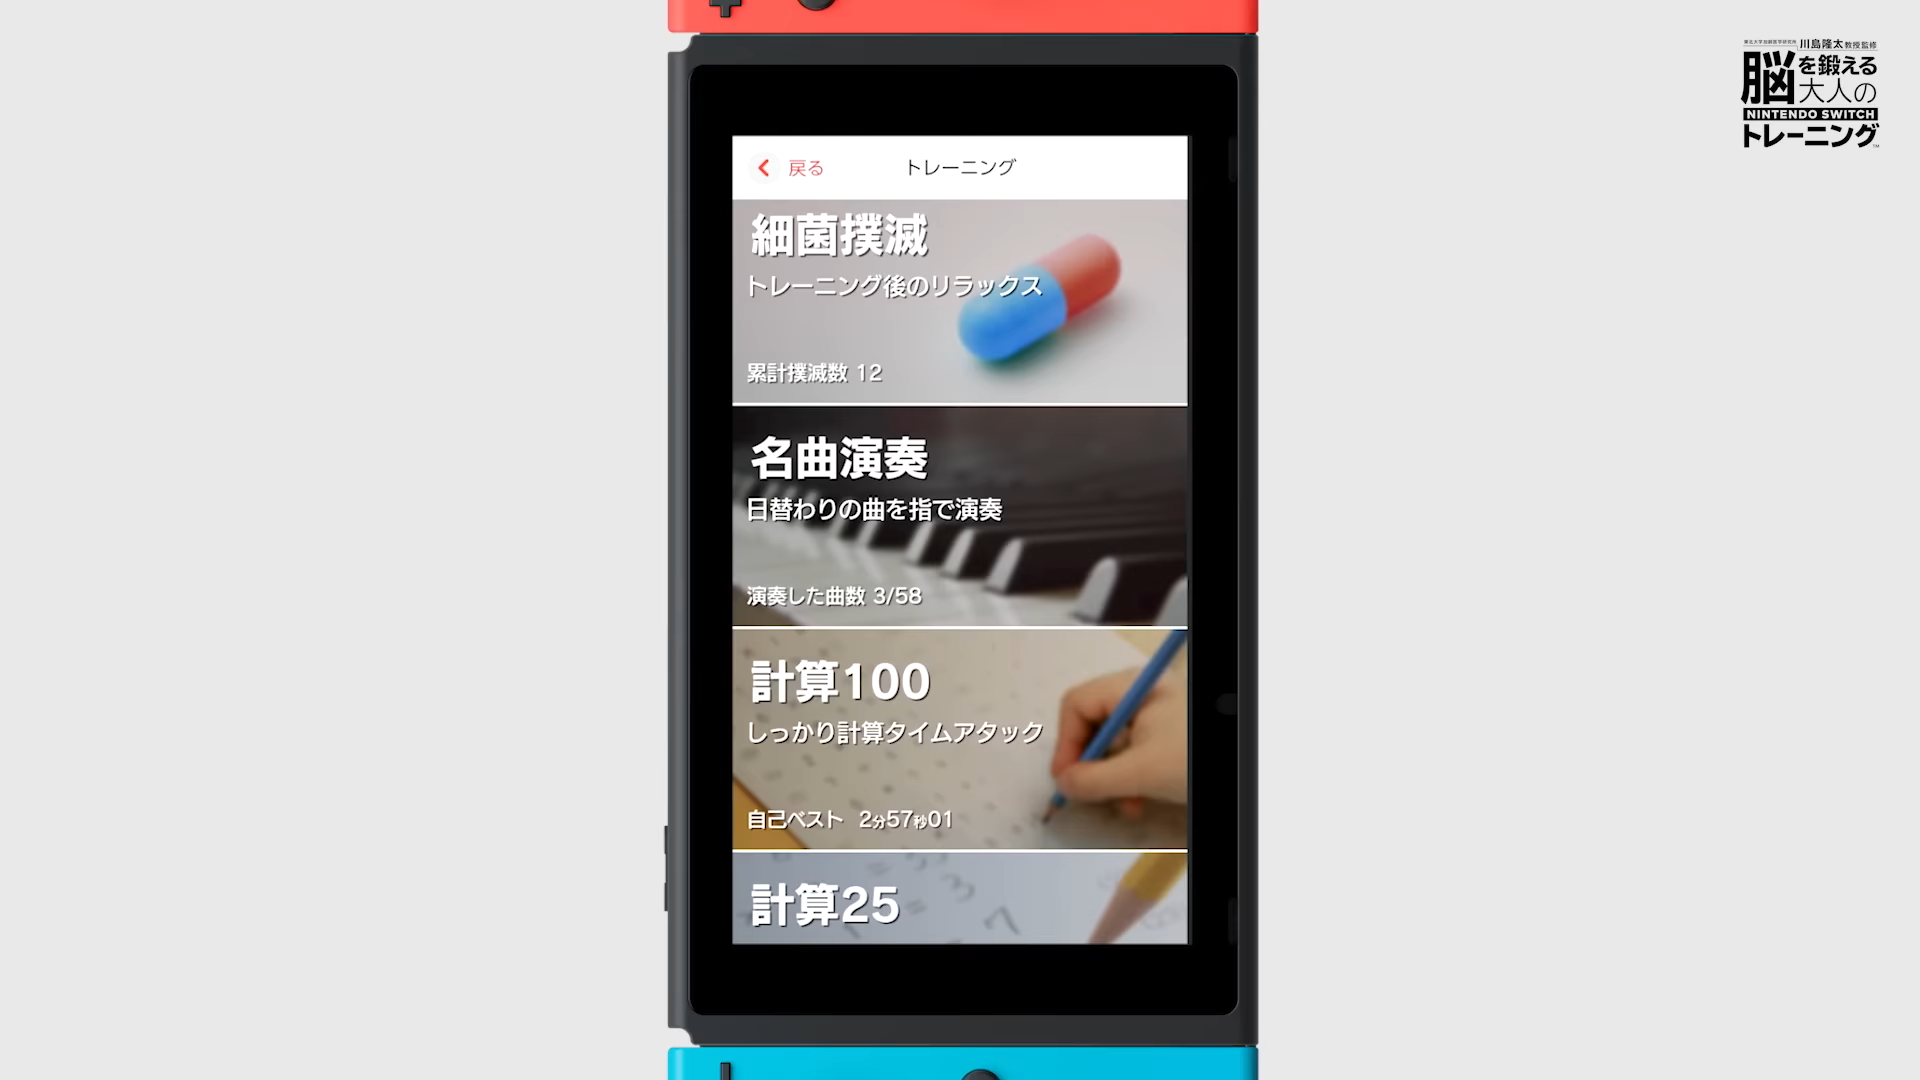 東北大学加齢医学研究所 川島隆太教授監修
脳を鍛える
大人の
NINTENDO SWITCH
トレーニング™
戻る
トレーニング
細菌撲滅
トレーニング後のリラックス
累計撲滅数 12
名曲演奏
日替わりの曲を指で演奏
演奏した曲数 3/58
計算100
しっかり計算タイムアタック
自己ベスト 2分57秒01
計算25